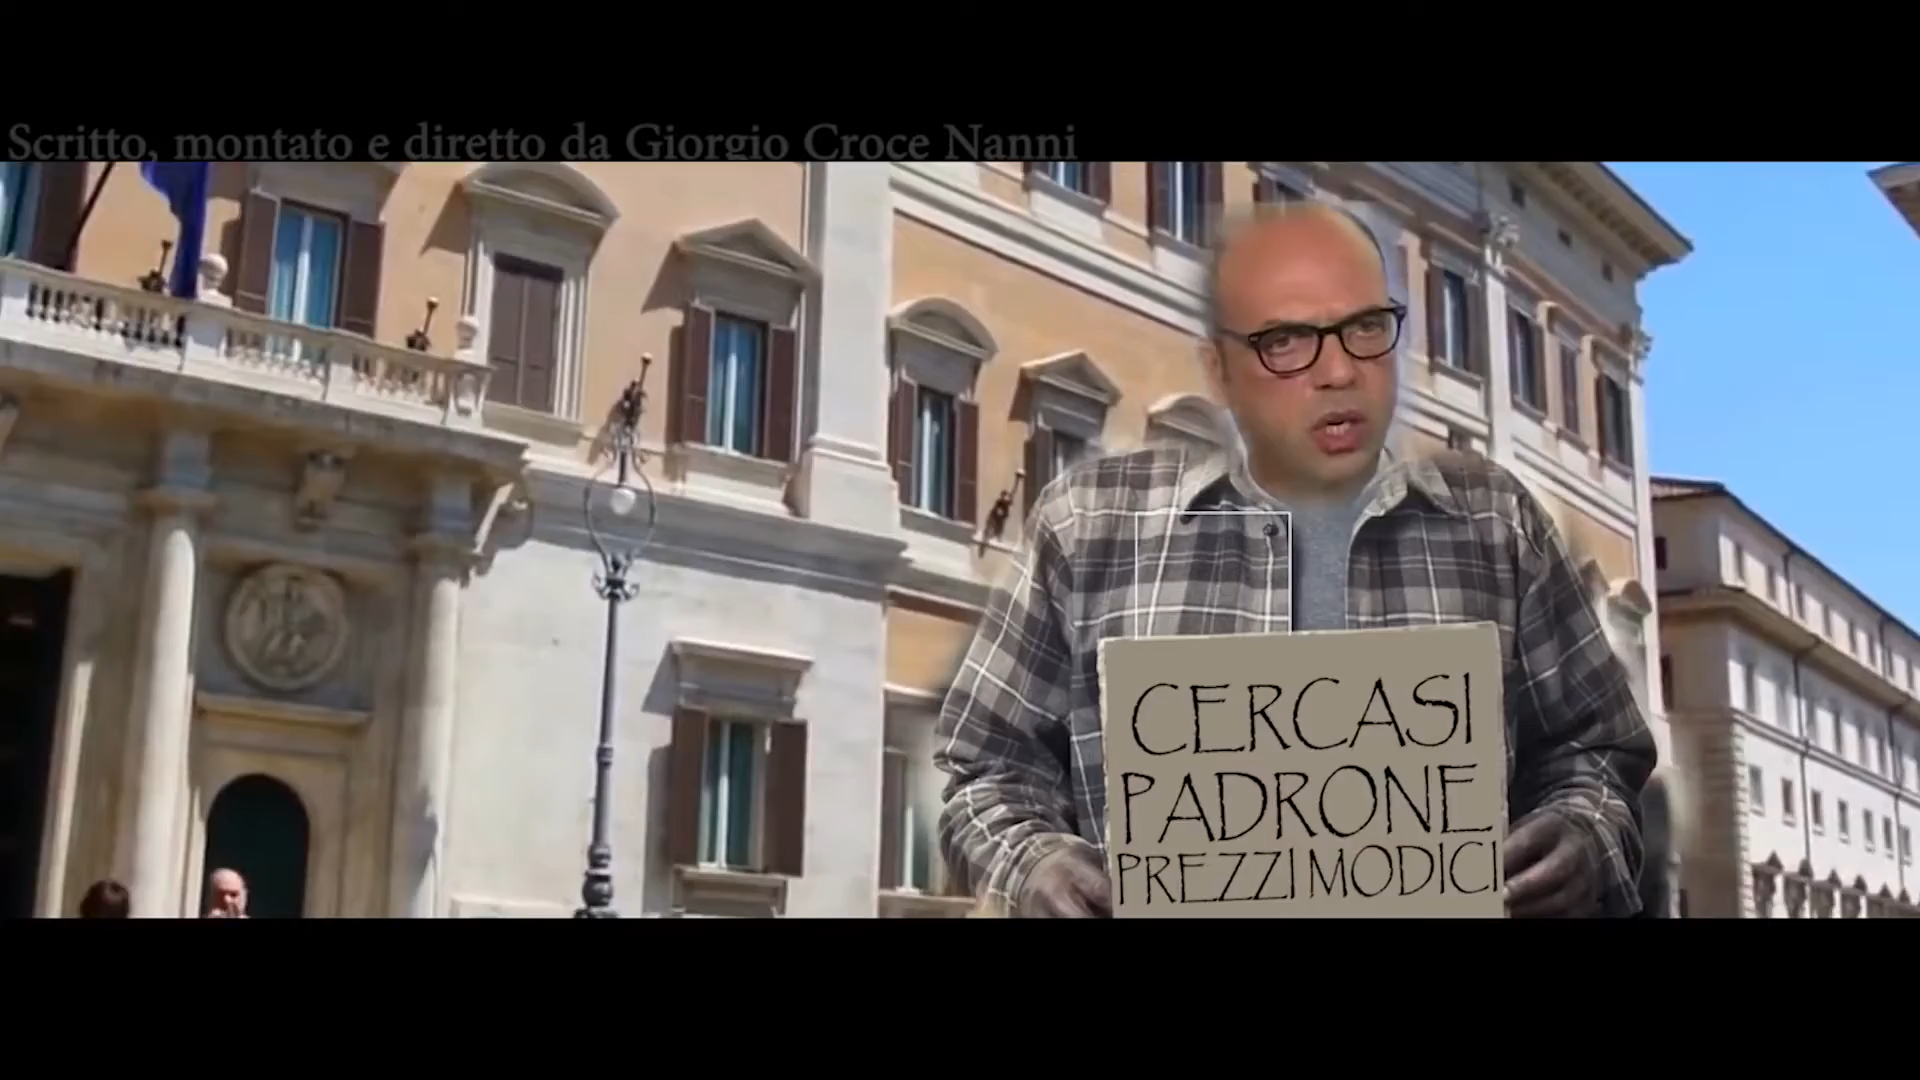 Scritto, montato e diretto da Giorgio Croce Nanni
CERCASI
PADRONE
PREZZI MODICI